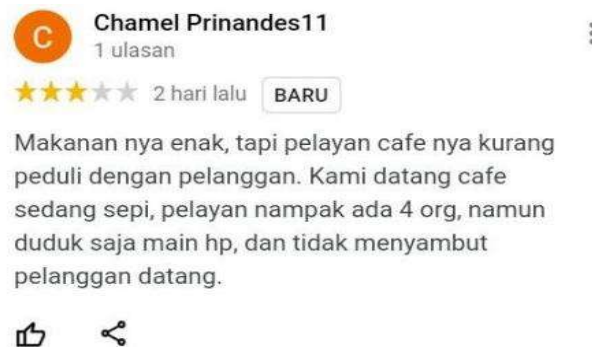 C
Chamel Prinandes11
1 ulasan
2 hari lalu BARU
Makanan nya enak, tapi pelayan cafe nya kurang
peduli dengan pelanggan. Kami datang cafe
sedang sepi, pelayan nampak ada 4 org, namun
duduk saja main hp, dan tidak menyambut
pelanggan datang.